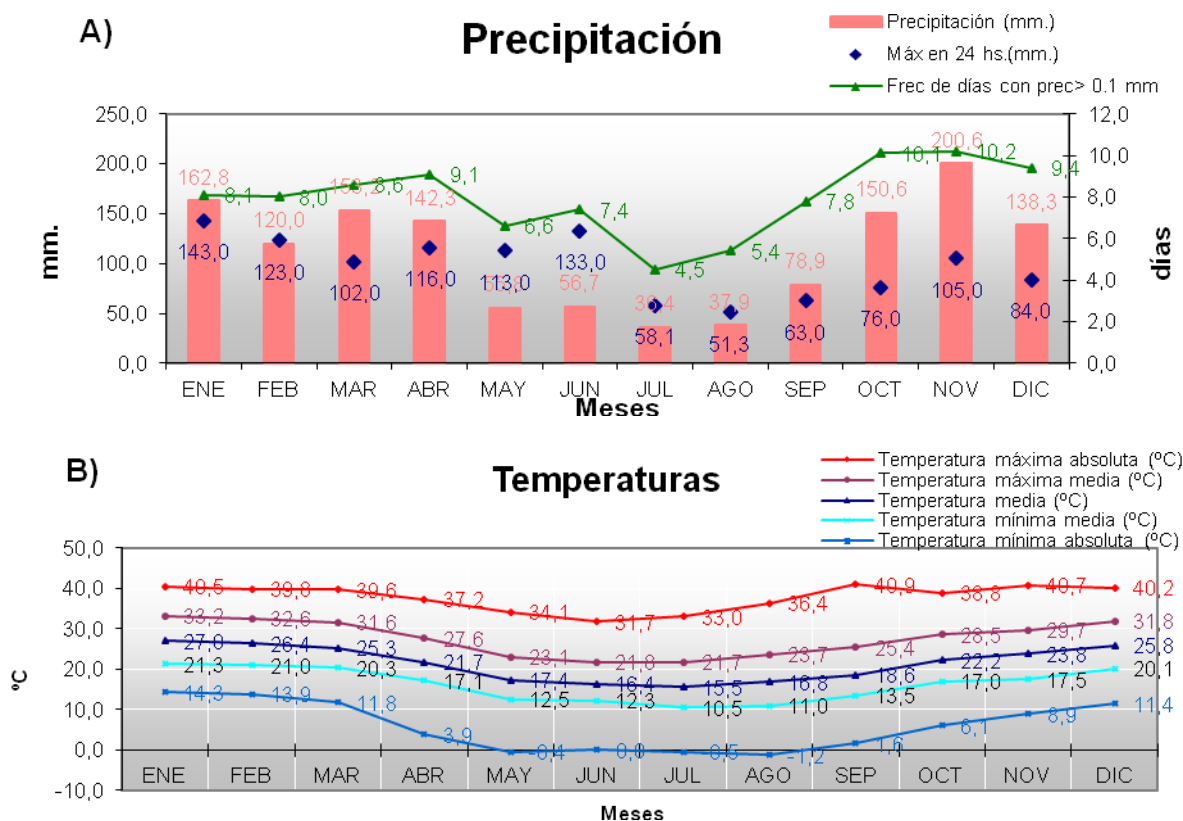 A)
Precipitación
Precipitación (mm.)
Máx en 24 hs.(mm.)
Frec de días con prec> 0.1 mm
250,0
200,0
150,0
100,0
50,0
0,0
mm.
12,0
10,0
8,0
6,0
4,0
2,0
0,0
días
162,8 120,0 142,3 56,7 37,9 78,9 150,6 200,6 138,3
8,1 8,0 8,6 9,1 6,6 7,4 4,5 5,4 7,8 10,1 10,2 9,4
143,0 123,0 102,0 116,0 113,0 133,0 58,1 51,3 63,0 76,0 105,0 84,0
ENE FEB MAR ABR MAY JUN JUL AGO SEP OCT NOV DIC
Meses
B)
Temperaturas
Temperatura máxima absoluta (ºC)
Temperatura máxima media (ºC)
Temperatura media (ºC)
Temperatura mínima media (ºC)
Temperatura mínima absoluta (ºC)
50,0
40,0
30,0
20,0
10,0
0,0
-10,0
ºC
40,5 39,8 39,6 37,2 34,1 31,7 33,0 36,4 40,9 38,8 40,7 40,2
33,2 32,6 31,6 27,6 23,1 21,8 21,7 23,7 25,4 28,5 29,7 31,8
27,0 26,4 25,3 21,7 17,4 16,4 15,5 16,8 18,6 22,2 23,8 25,8
21,3 21,0 20,3 17,1 12,5 12,3 10,5 11,0 13,5 17,0 17,5 20,1
14,3 13,9 11,8 3,9 -0,4 0,0 -0,5 -1,2 1,6 6,1 8,9 11,4
ENE FEB MAR ABR MAY JUN JUL AGO SEP OCT NOV DIC
Meses